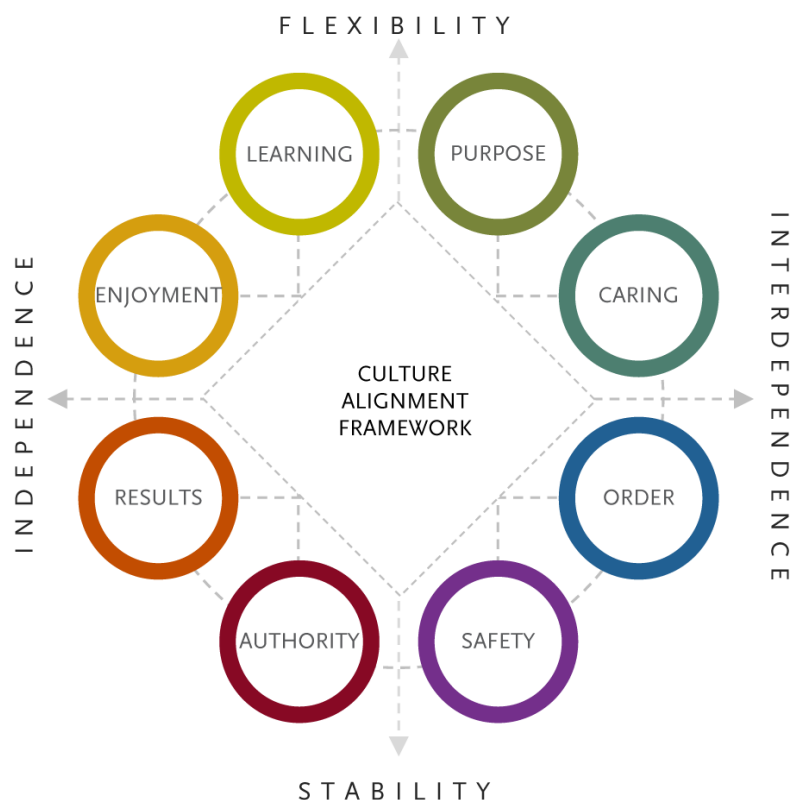 FLEXIBILITY
LEARNING
PURPOSE
ENJOYMENT
CARING
INDEPENDENCE
INTERDEPENDENCE
CULTURE
ALIGNMENT
FRAMEWORK
RESULTS
ORDER
AUTHORITY
SAFETY
STABILITY